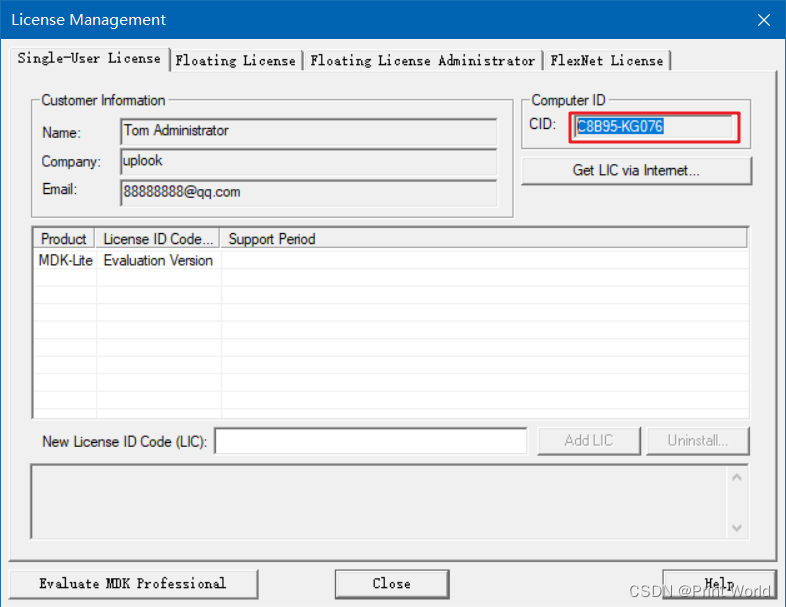 License Management
Single-User License Floating License Floating License Administrator FlexNet License
Customer Information
Name: Tom Administrator
Company: uplook
Email: 88888888@qq.com
Computer ID
CID: C8B95-KG076
Get LIC via Internet...
Product License ID Code... Support Period
MDK-Lite Evaluation Version
New License ID Code (LIC): Add LIC Uninstall...
Evaluate MDK Professional Close Help
CSDN @Print World